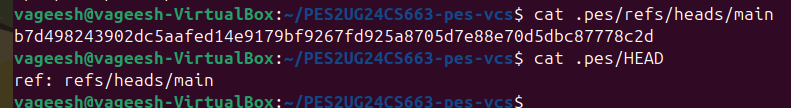 vageesh@vageesh-VirtualBox:~/PES2UG24CS663-pes-vcs$ cat .pes/refs/heads/main
b7d498243902dc5aafed14e9179bf9267fd925a8705d7e88e70d5dbc87778c2d
vageesh@vageesh-VirtualBox:~/PES2UG24CS663-pes-vcs$ cat .pes/HEAD
ref: refs/heads/main
vageesh@vageesh-VirtualBox:~/PES2UG24CS663-pes-vcs$